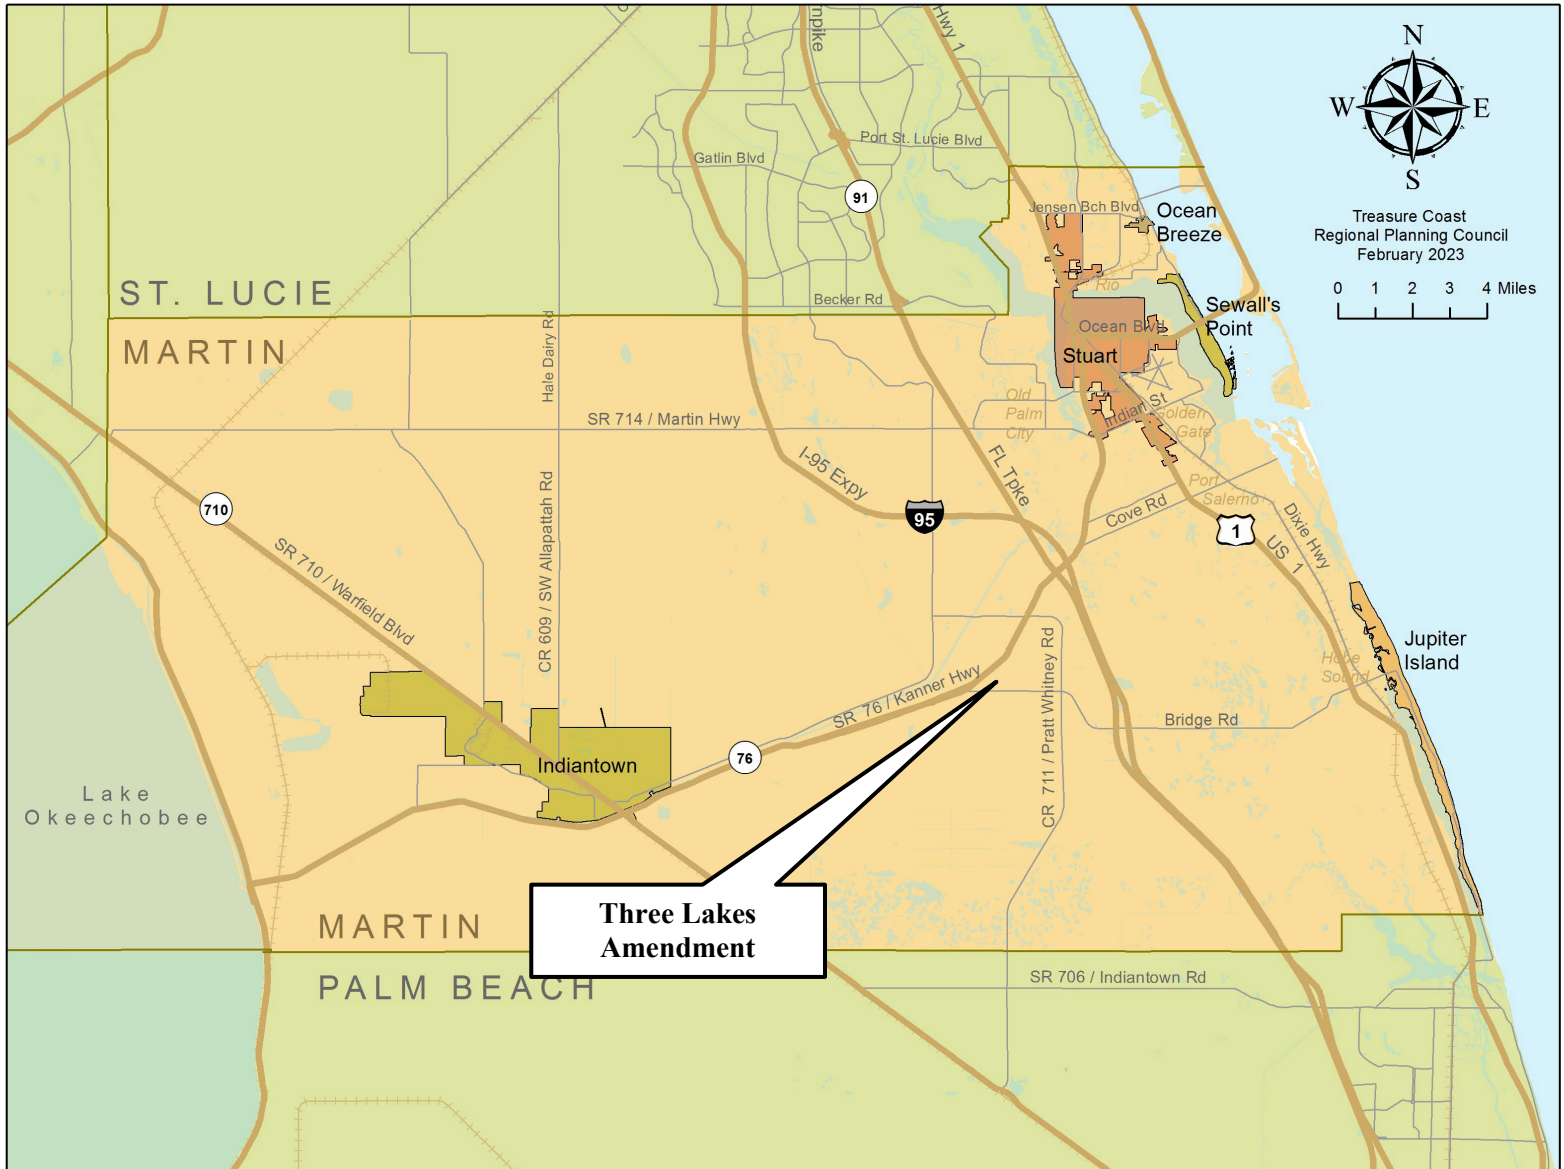 npike
Hwy 1
N
W
E
S
Treasure Coast
Regional Planning Council
February 2023
0 1 2 3 4 Miles
Port St. Lucie Blvd
Gatlin Blvd
91
Jensen Bch Blvd
Ocean
Breeze
Rio
Sewall's
Point
ST. LUCIE
Becker Rd
Ocean Blvd
MARTIN
Hale Dairy Rd
Stuart
Old
Palm
City
Indian St
Golden
Gate
SR 714 / Martin Hwy
I-95 Expy
FL Tpke
95
Port
Salerno
Cove Rd
1
Dixie Hwy
US 1
710
SR 710 / Warfield Blvd
CR 609 / SW Allapattah Rd
Jupiter
Island
Hobe
Sound
CR 711 / Pratt Whitney Rd
SR 76 / Kanner Hwy
Bridge Rd
76
Indiantown
Lake
Okeechobee
Three Lakes
Amendment
MARTIN
PALM BEACH
SR 706 / Indiantown Rd